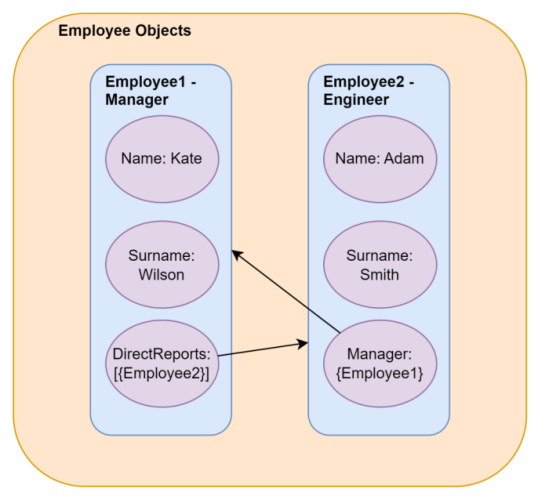 Employee Objects
Employee1 -
Manager
Name: Kate
Surname:
Wilson
DirectReports:
[{Employee2}]
Employee2 -
Engineer
Name: Adam
Surname:
Smith
Manager:
{Employee1}